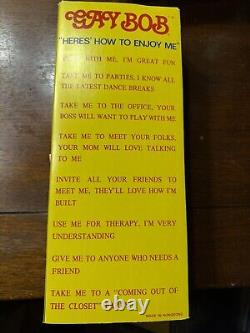 GAY BOB
"HERES' HOW TO ENJOY ME"
WITH ME, I'M GREAT FUN
TAKE ME TO PARTIES, I KNOW ALL
THE LATEST DANCE BREAKS
TAKE ME TO THE OFFICE, YOUR
BOSS WILL WANT TO PLAY WITH ME
TAKE ME TO MEET YOUR FOLKS,
YOUR MOM WILL LOVE TALKING
TO ME
INVITE ALL YOUR FRIENDS TO
MEET ME, THEY'LL LOVE HOW I'M
BUILT
USE ME FOR THERAPY, I'M VERY
UNDERSTANDING
GIVE ME TO ANYONE WHO NEEDS A
FRIEND
TAKE ME TO A "COMING OUT OF
THE CLOSET"
MADE IN HONG KONG